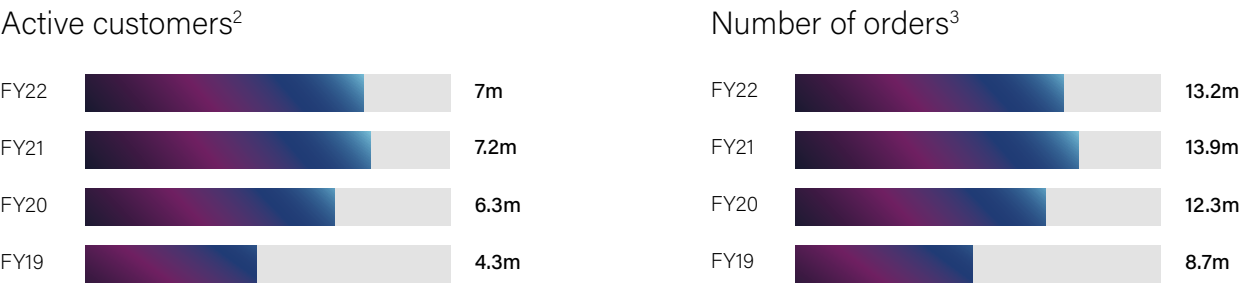 Active customers²
FY22 7m
FY21 7.2m
FY20 6.3m
FY19 4.3m
Number of orders³
FY22 13.2m
FY21 13.9m
FY20 12.3m
FY19 8.7m